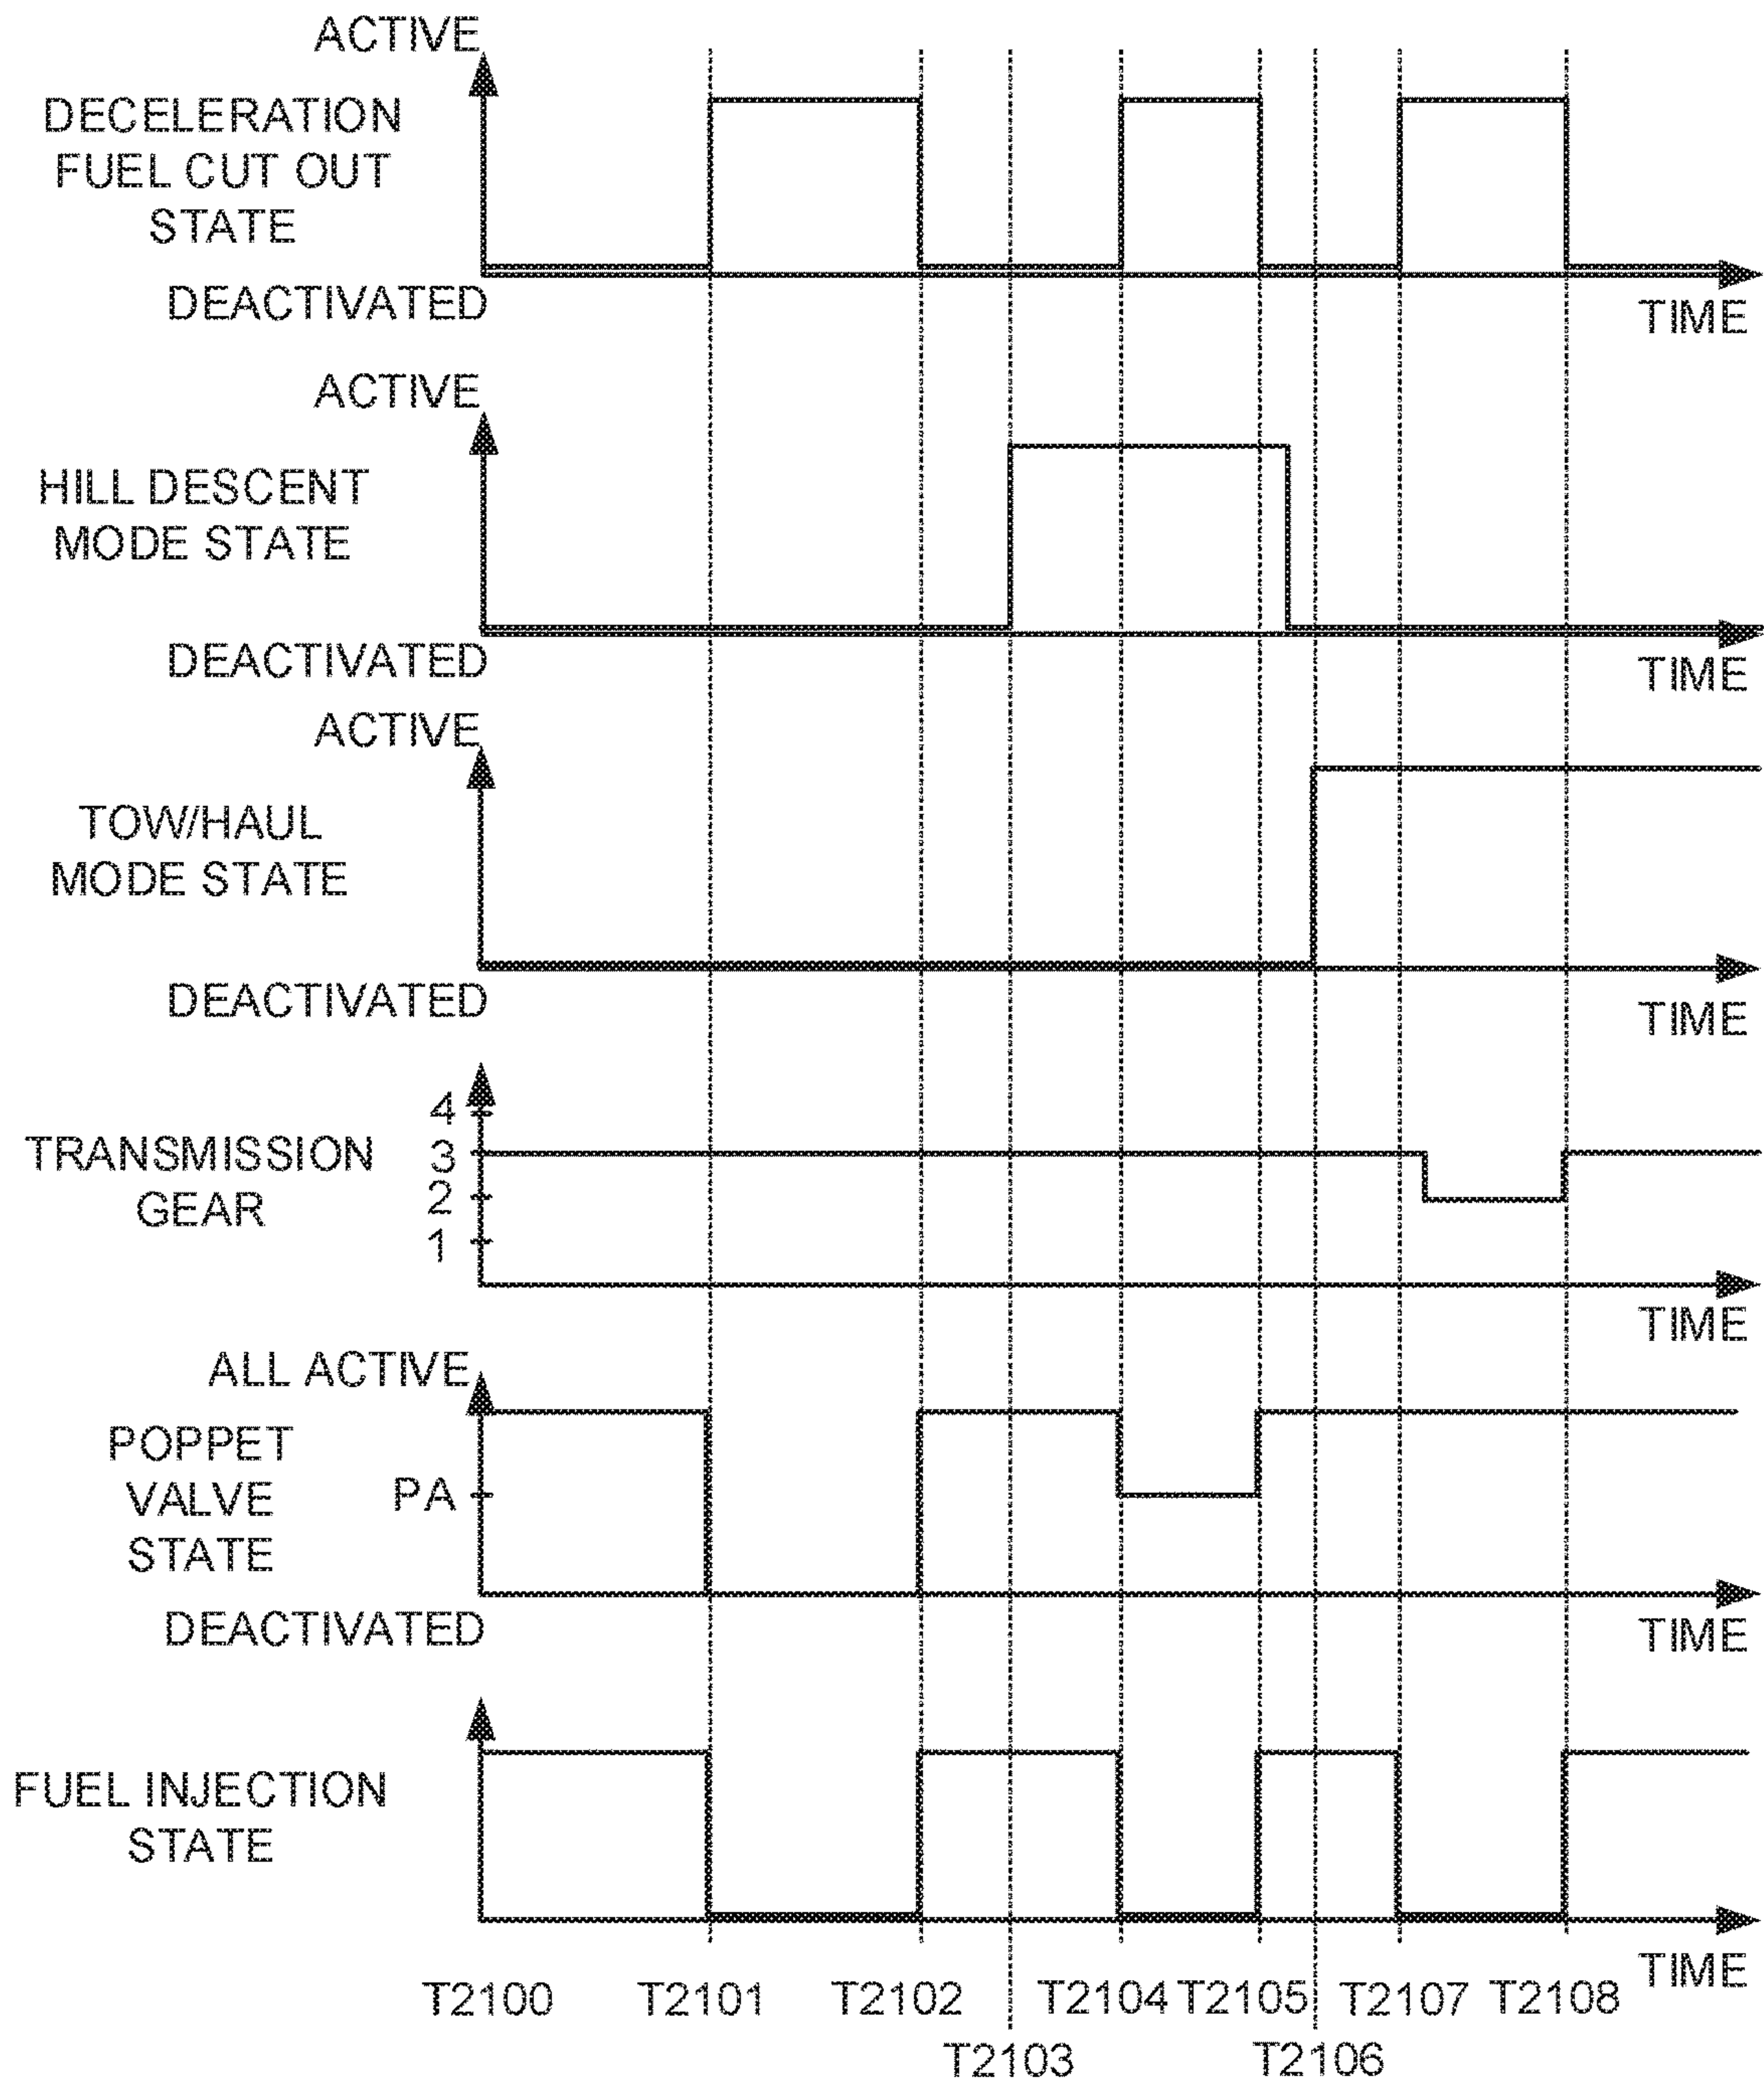 ACTIVE
DECELERATION
FUEL CUT OUT
STATE
DEACTIVATED
TIME
ACTIVE
HILL DESCENT
MODE STATE
DEACTIVATED
TIME
ACTIVE
TOW/HAUL
MODE STATE
DEACTIVATED
TIME
4
TRANSMISSION
GEAR
3
2
1
TIME
ALL ACTIVE
POPPET
VALVE
STATE
PA
DEACTIVATED
TIME
FUEL INJECTION
STATE
TIME
T2100 T2101 T2102 T2104 T2105 T2107 T2108
T2103 T2106